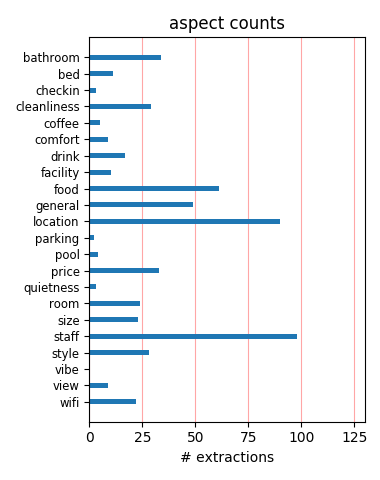 aspect counts
bathroom
bed
checkin
cleanliness
coffee
comfort
drink
facility
food
general
location
parking
pool
price
quietness
room
size
staff
style
vibe
view
wifi
0 25 50 75 100 125
# extractions